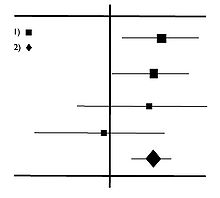 1) ■
2) ◆